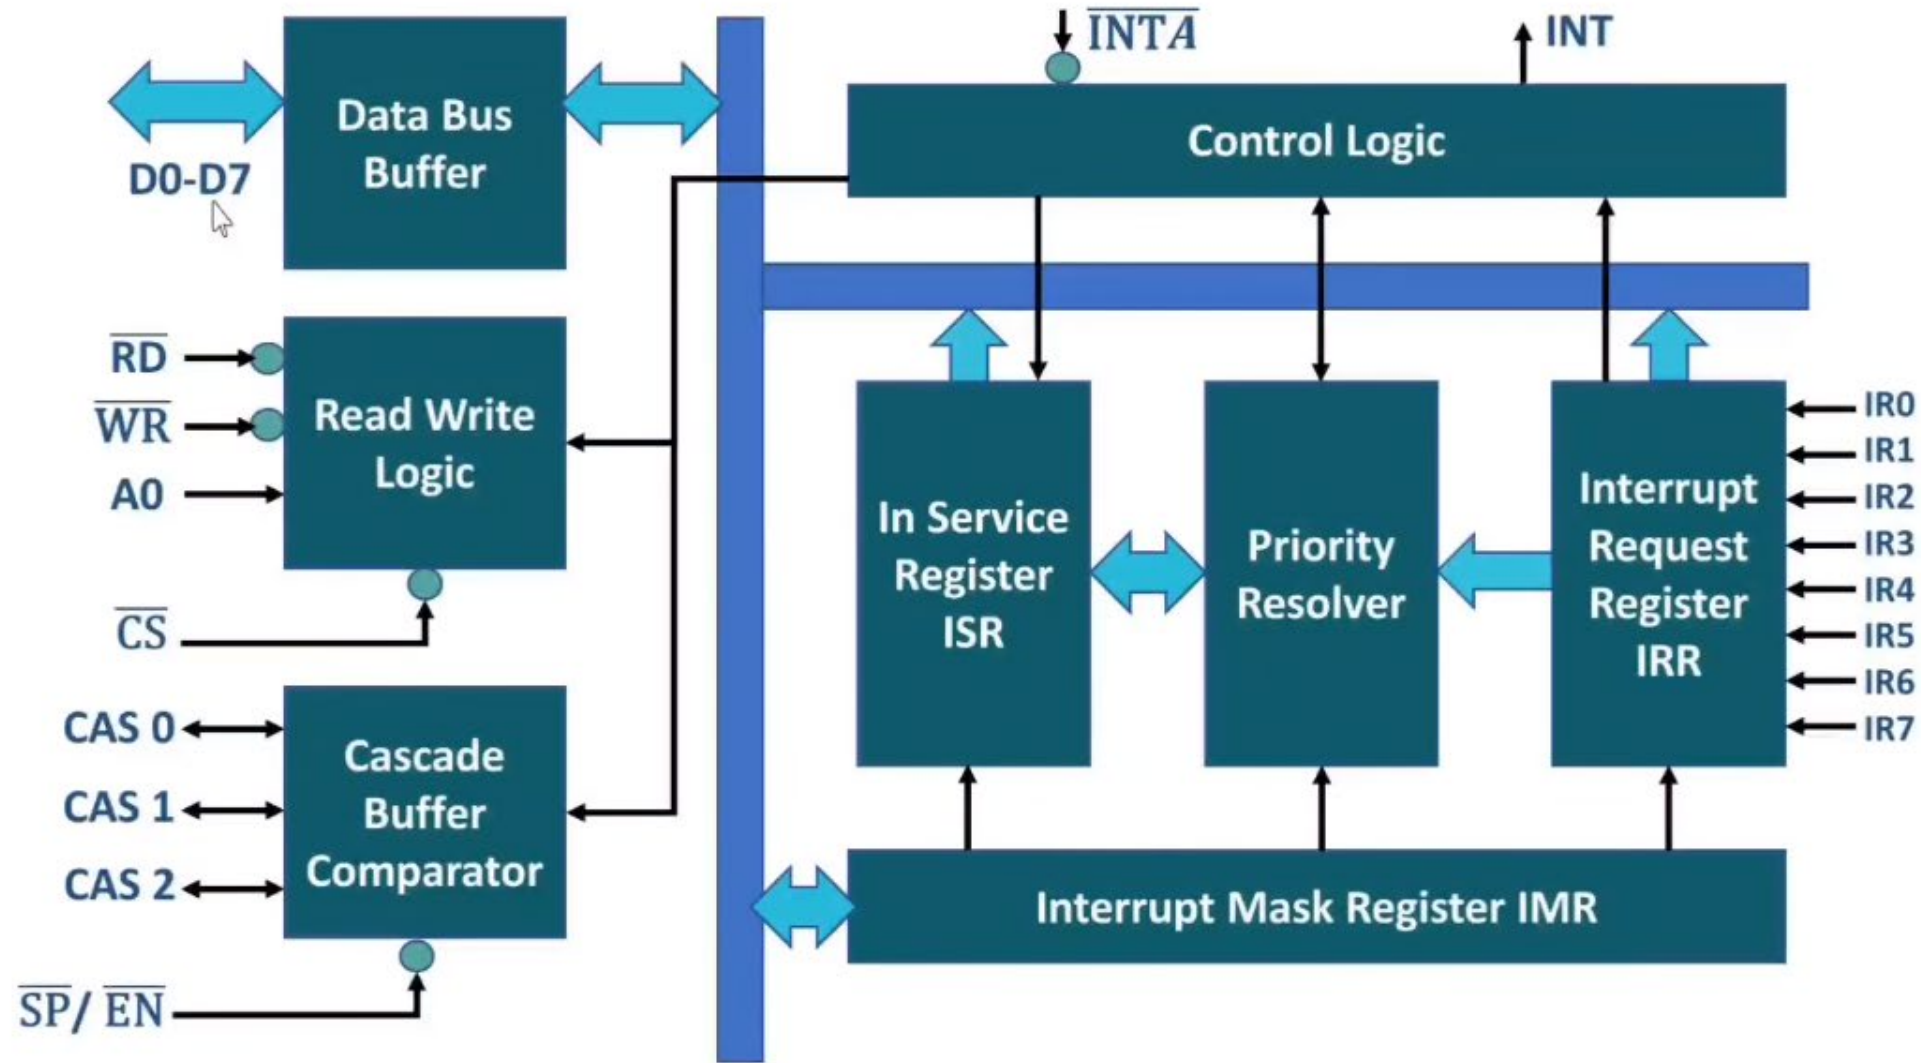 INTA
INT
Data Bus
Buffer
Control Logic
D0-D7
RD
WR
A0
Read Write
Logic
CS
In Service
Register
ISR
Priority
Resolver
Interrupt
Request
Register
IRR
IR0
IR1
IR2
IR3
IR4
IR5
IR6
IR7
CAS 0
CAS 1
CAS 2
Cascade
Buffer
Comparator
Interrupt Mask Register IMR
SP/ EN